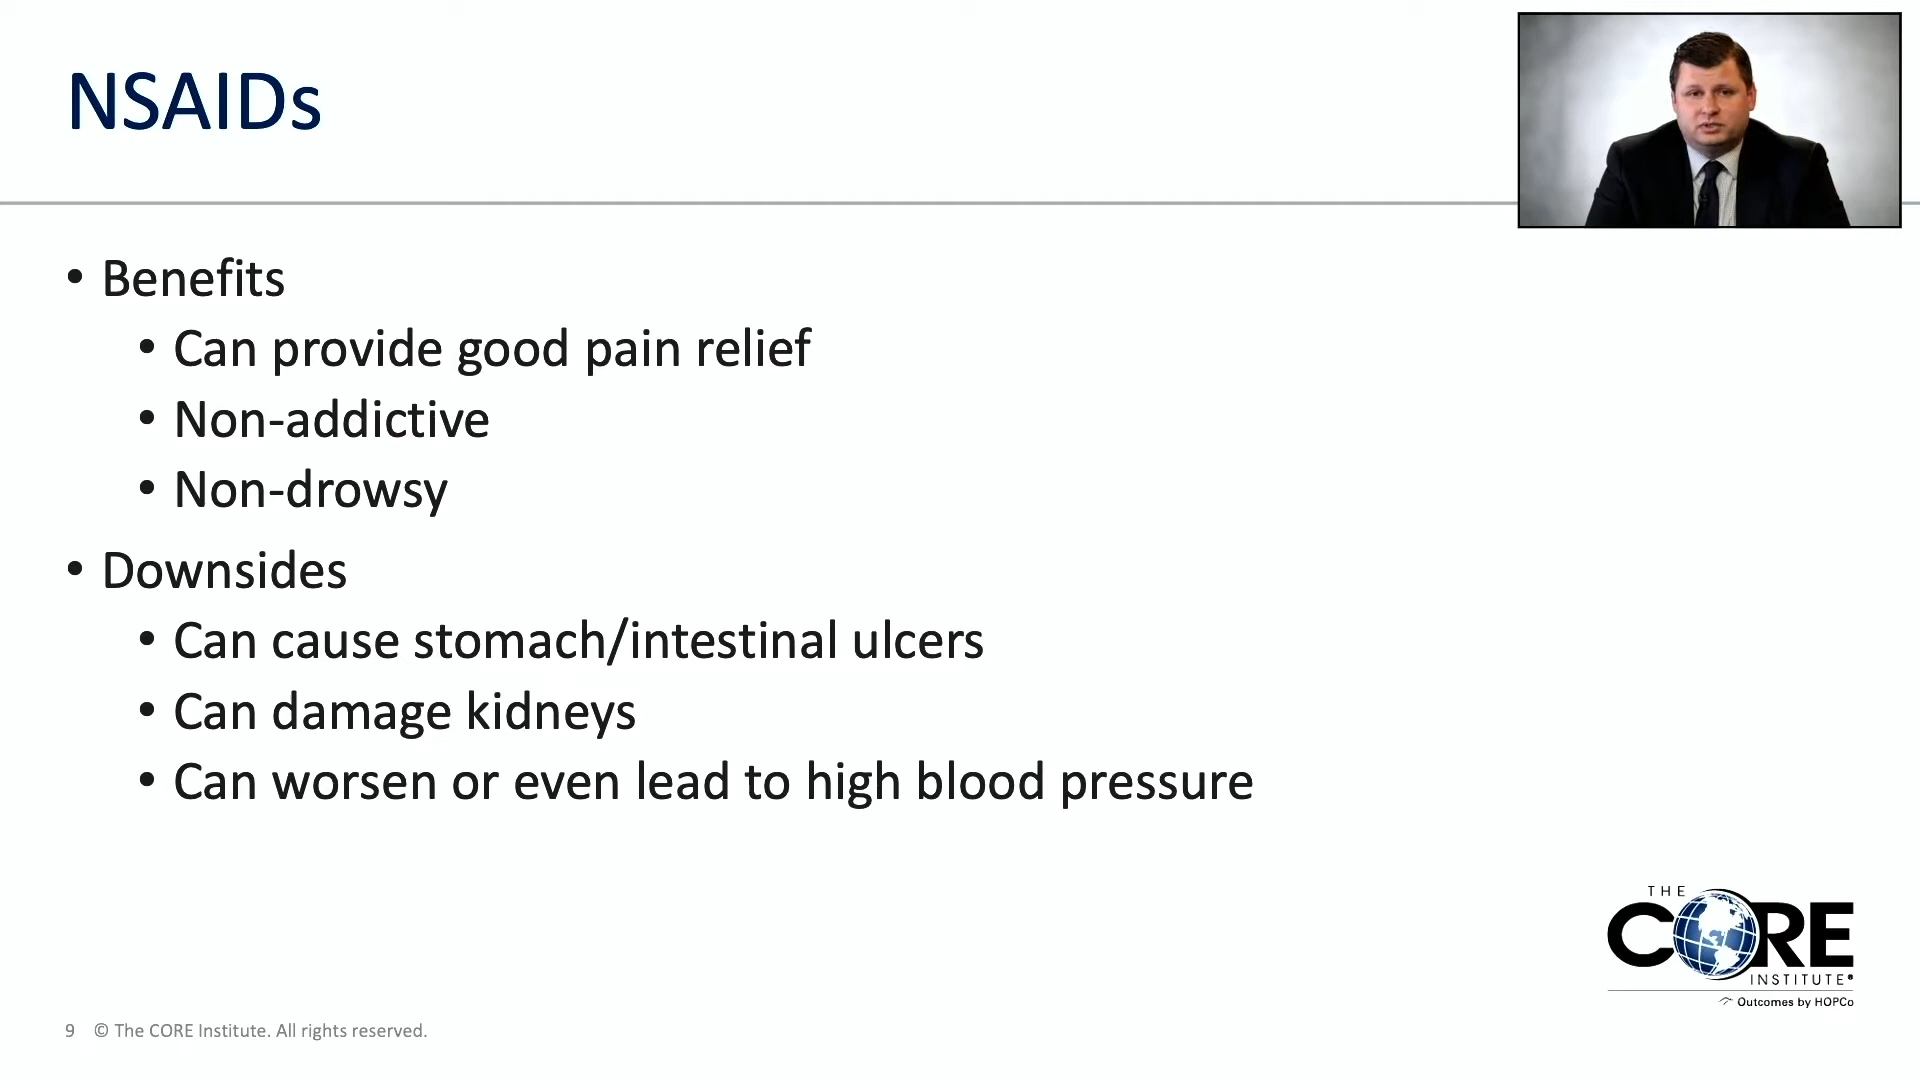 NSAIDs
• Benefits
• Can provide good pain relief
• Non-addictive
• Non-drowsy
• Downsides
• Can cause stomach/intestinal ulcers
• Can damage kidneys
• Can worsen or even lead to high blood pressure
THE
CORE
INSTITUTE®
Outcomes by HOPCo
9 © The CORE Institute. All rights reserved.